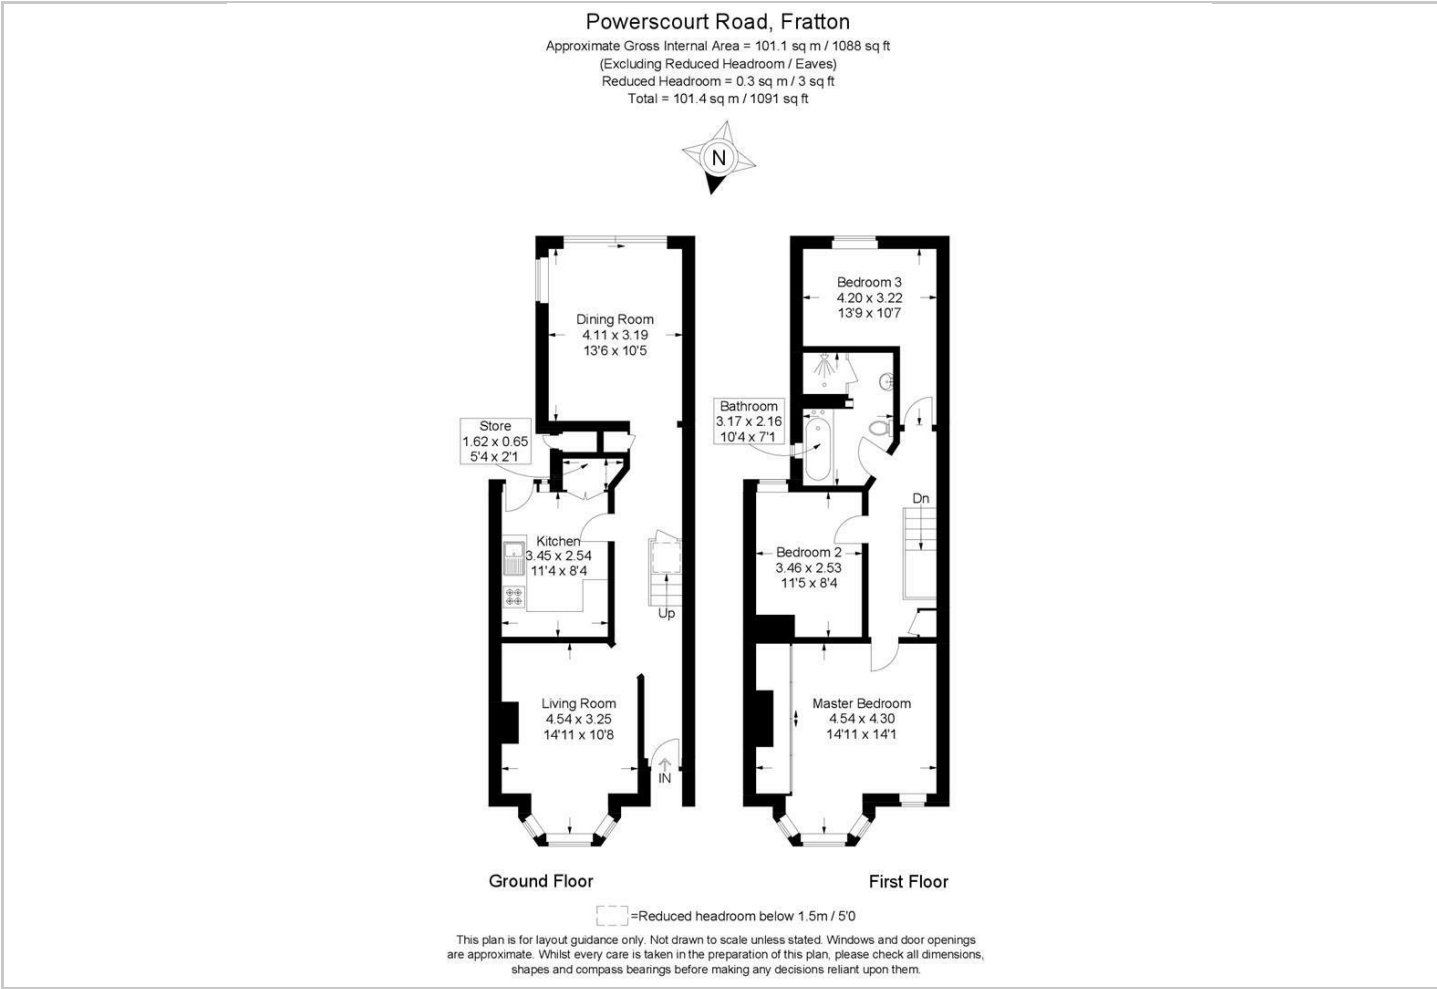 Powerscourt Road, Fratton
Approximate Gross Internal Area = 101.1 sq m / 1088 sq ft
(Excluding Reduced Headroom / Eaves)
Reduced Headroom = 0.3 sq m / 3 sq ft
Total = 101.4 sq m / 1091 sq ft
N
Dining Room
4.11 x 3.19
13'6 x 10'5
Store
1.62 x 0.65
5'4 x 2'1
Kitchen
3.45 x 2.54
11'4 x 8'4
Up
Living Room
4.54 x 3.25
14'11 x 10'8
IN
Ground Floor
Bedroom 3
4.20 x 3.22
13'9 x 10'7
Bathroom
3.17 x 2.16
10'4 x 7'1
Dn
Bedroom 2
3.46 x 2.53
11'5 x 8'4
Master Bedroom
4.54 x 4.30
14'11 x 14'1
First Floor
=Reduced headroom below 1.5m / 5'0
This plan is for layout guidance only. Not drawn to scale unless stated. Windows and door openings
are approximate. Whilst every care is taken in the preparation of this plan, please check all dimensions,
shapes and compass bearings before making any decisions reliant upon them.